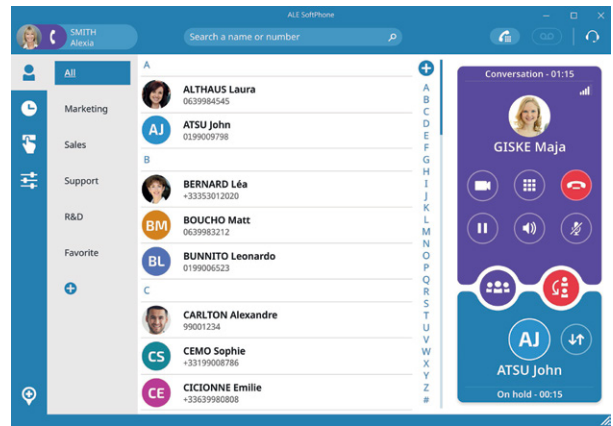 ALE SoftPhone
SMITH
Alexia
Search a name or number
All
Marketing
Sales
Support
R&D
Favorite
A
ALTHAUS Laura
0639984545
AJ
ATSU John
0199009798
B
BERNARD Léa
+33353012020
BM
BOUCHO Matt
0639983212
BL
BUNNITO Leonardo
0199006523
C
CARLTON Alexandre
99001234
CS
CEMO Sophie
+33199008786
CE
CICIONNE Emilie
+33639980808
A
B
C
D
E
F
G
H
I
J
K
L
M
N
O
P
Q
R
S
T
U
V
W
X
Y
Z
#
Conversation - 01:15
GISKE Maja
AJ
ATSU John
On hold - 00:15